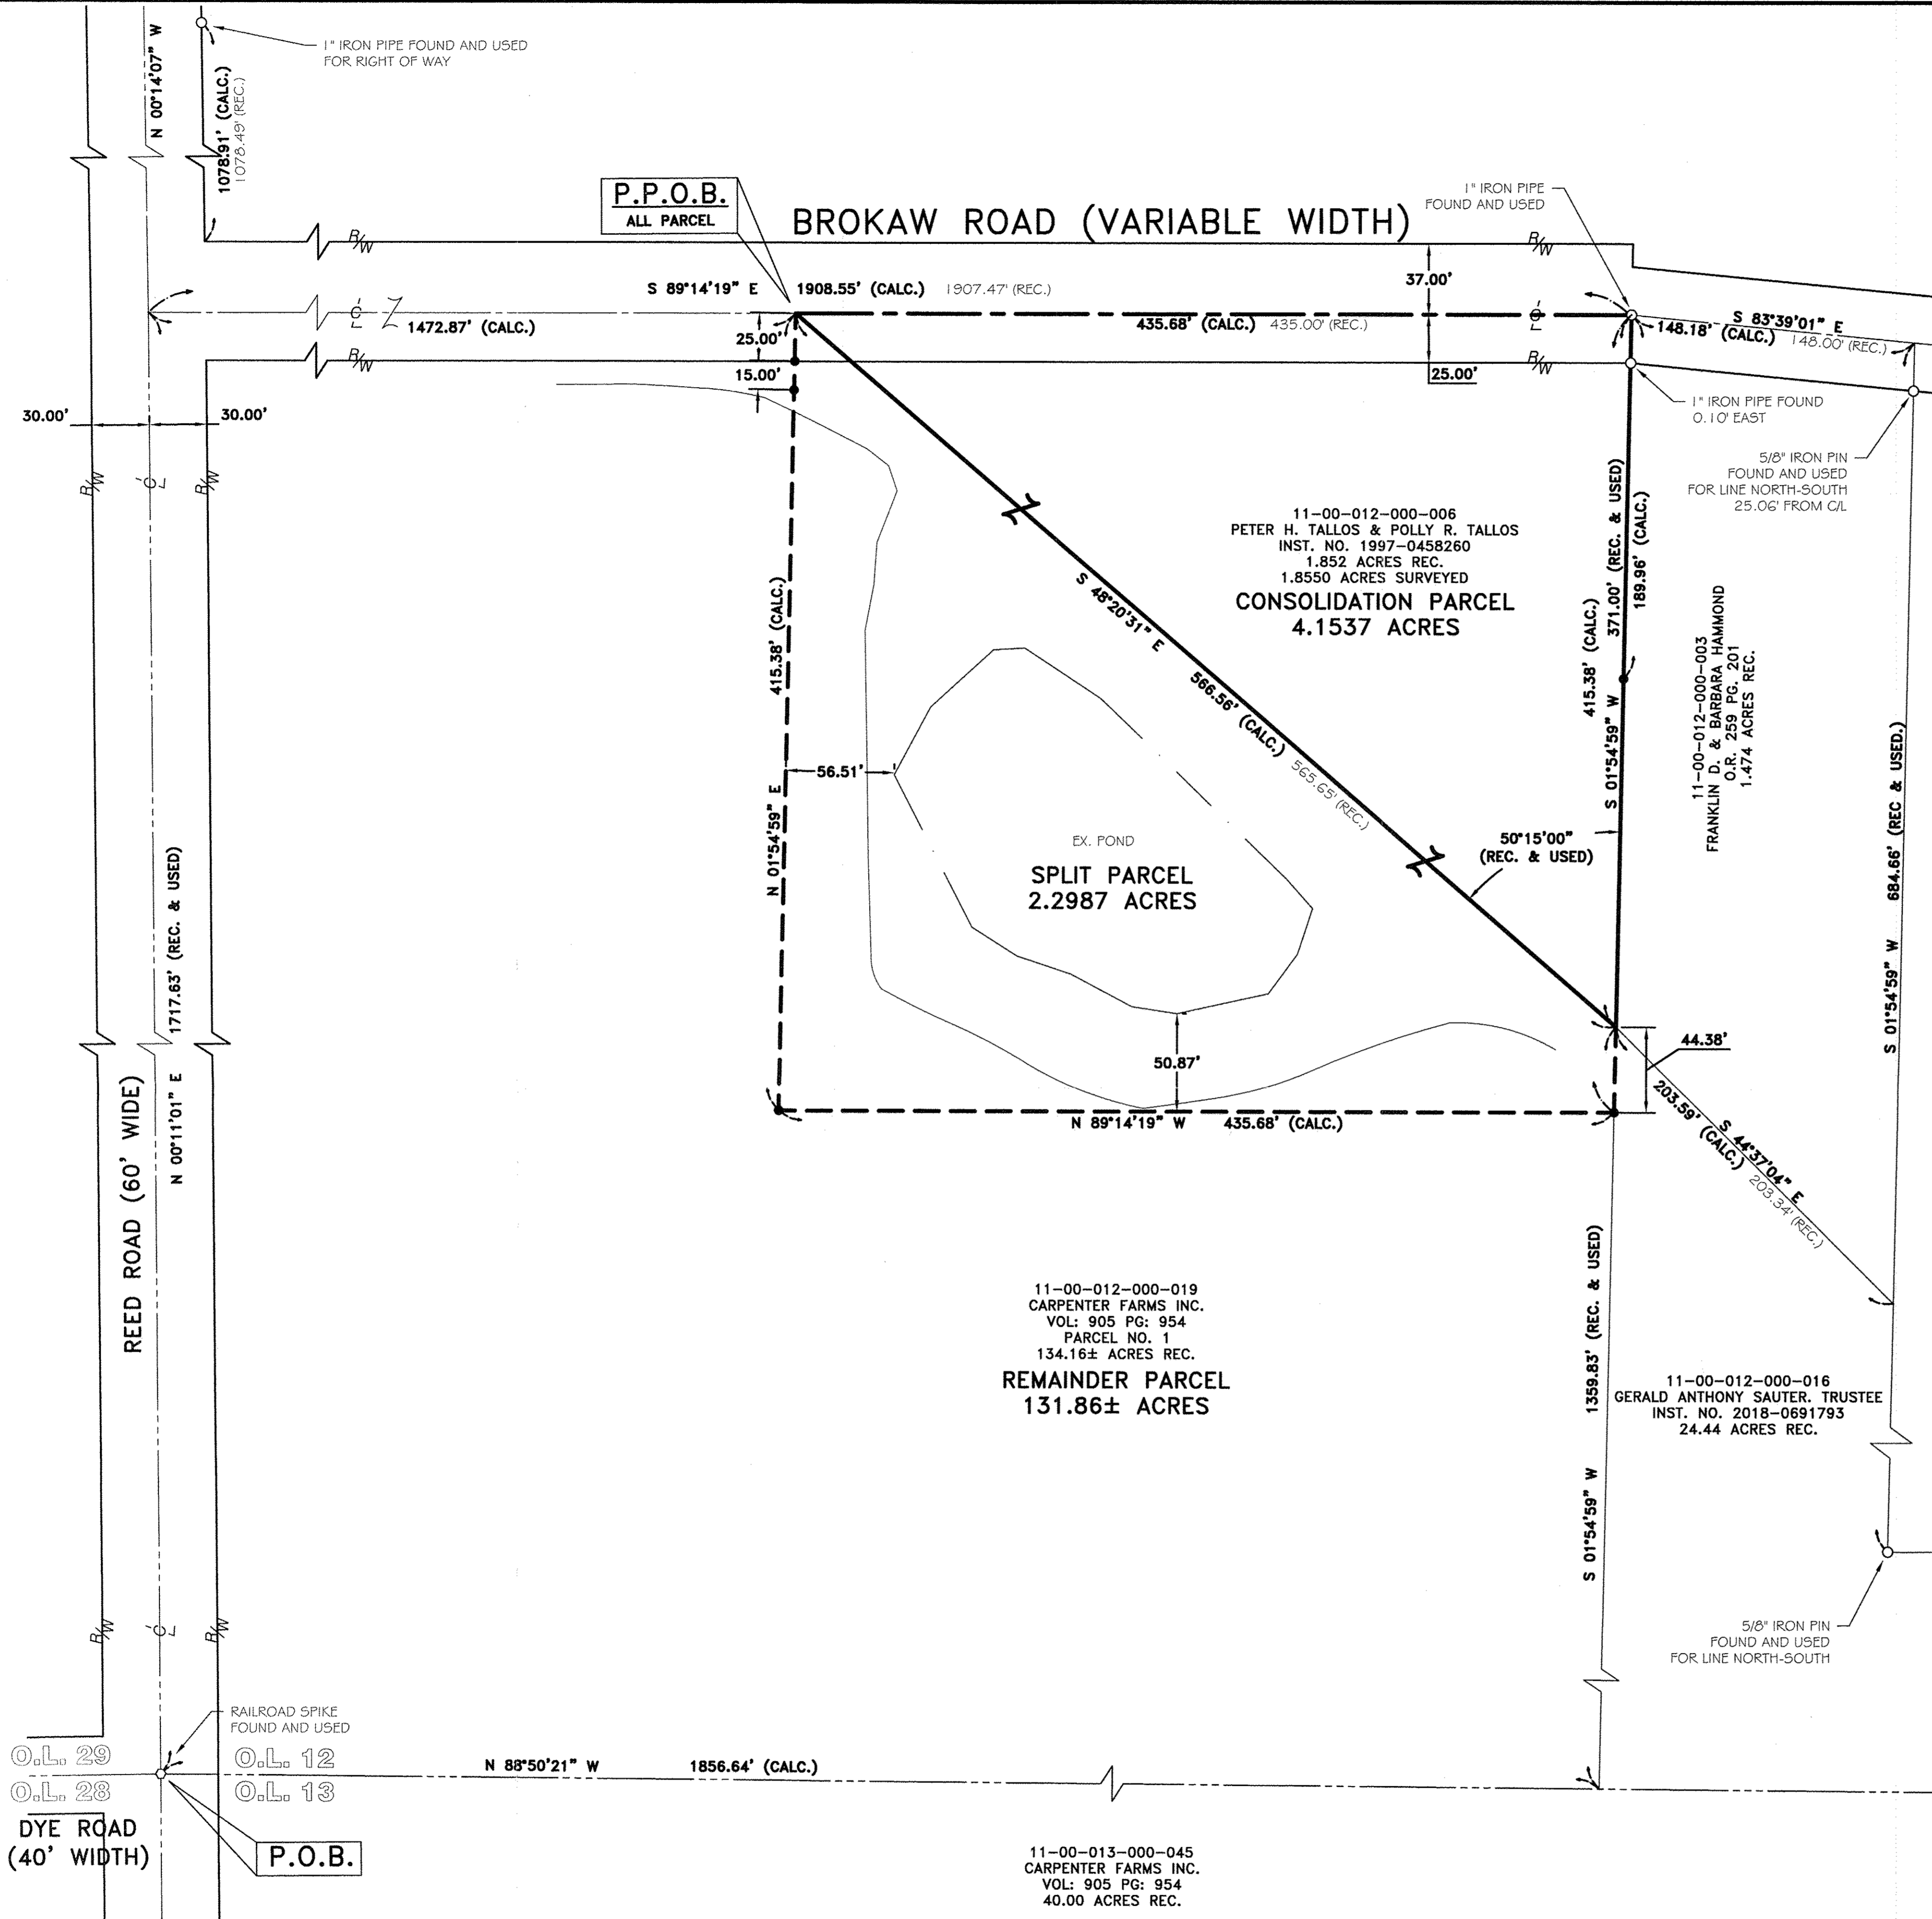 1" IRON PIPE FOUND AND USED
FOR RIGHT OF WAY
N 00°14'07" W
1078.91' (CALC.)
1078.49' (REC.)
P.P.O.B.
ALL PARCEL
BROKAW ROAD (VARIABLE WIDTH)
1" IRON PIPE
FOUND AND USED
R/W
R/W
S 89°14'19" E 1908.55' (CALC.) 1907.47' (REC.)
37.00'
C/L
1472.87' (CALC.)
25.00'
435.68' (CALC.) 435.00' (REC.)
C/L
S 83°39'01" E
148.18' (CALC.) 148.00' (REC.)
R/W
R/W
15.00'
25.00'
30.00'
30.00'
1" IRON PIPE FOUND
0.10' EAST
5/8" IRON PIN
FOUND AND USED
FOR LINE NORTH-SOUTH
25.06' FROM C/L
R/W
C/L
R/W
11-00-012-000-006
PETER H. TALLOS & POLLY R. TALLOS
INST. NO. 1997-0458260
1.852 ACRES REC.
1.8550 ACRES SURVEYED
CONSOLIDATION PARCEL
4.1537 ACRES
S 48°20'31" E
566.56' (CALC.)
565.65' (REC.)
415.38' (CALC.)
N 01°54'59" E
415.38' (CALC.)
S 01°54'59" W 371.00' (REC. & USED)
189.96' (CALC.)
11-00-012-000-003
FRANKLIN D. & BARBARA HAMMOND
O.R. 259 PG. 201
1.474 ACRES REC.
S 01°54'59" W 684.66' (REC & USED.)
56.51'
EX. POND
SPLIT PARCEL
2.2987 ACRES
50°15'00"
(REC. & USED)
50.87'
44.38'
N 89°14'19" W 435.68' (CALC.)
S 44°37'04" E
203.59' (CALC.)
203.34' (REC.)
REED ROAD (60' WIDE)
N 00°11'01" E 1717.63' (REC. & USED)
11-00-012-000-019
CARPENTER FARMS INC.
VOL: 905 PG: 954
PARCEL NO. 1
134.16± ACRES REC.
REMAINDER PARCEL
131.86± ACRES
S 01°54'59" W 1359.83' (REC. & USED)
11-00-012-000-016
GERALD ANTHONY SAUTER. TRUSTEE
INST. NO. 2018-0691793
24.44 ACRES REC.
5/8" IRON PIN
FOUND AND USED
FOR LINE NORTH-SOUTH
R/W
C/L
R/W
RAILROAD SPIKE
FOUND AND USED
O.L. 29
O.L. 12
O.L. 28
O.L. 13
N 88°50'21" W 1856.64' (CALC.)
DYE ROAD
(40' WIDTH)
P.O.B.
11-00-013-000-045
CARPENTER FARMS INC.
VOL: 905 PG: 954
40.00 ACRES REC.